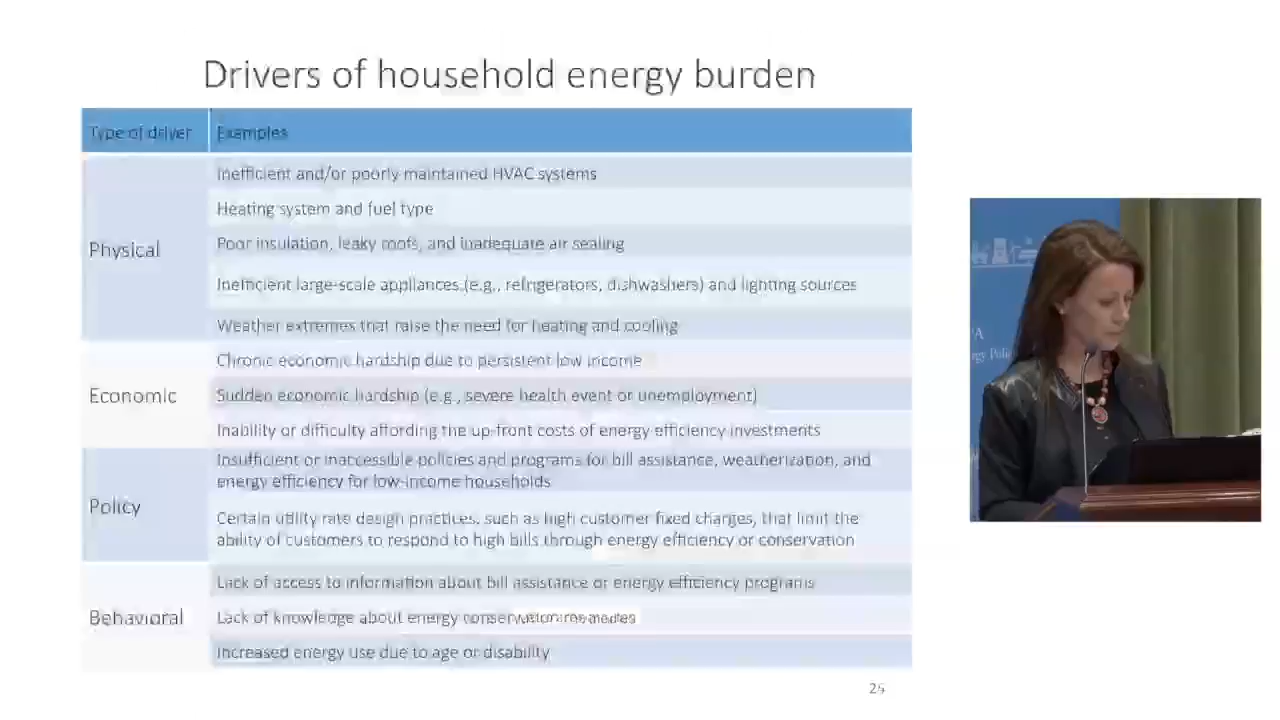 Drivers of household energy burden
Type of driver Examples
Physical
Inefficient and/or poorly maintained HVAC systems
Heating system and fuel type
Poor insulation, leaky roofs, and inadequate air sealing
Inefficient large-scale appliances (e.g., refrigerators, dishwashers) and lighting sources
Weather extremes that raise the need for heating and cooling
Economic
Chronic economic hardship due to persistent low income
Sudden economic hardship (e.g., severe health event or unemployment)
Inability or difficulty affording the up-front costs of energy efficiency investments
Policy
Insufficient or inaccessible policies and programs for bill assistance, weatherization, and
energy efficiency for low-income households
Certain utility rate design practices, such as high customer fixed charges, that limit the
ability of customers to respond to high bills through energy efficiency or conservation
Behavioral
Lack of access to information about bill assistance or energy efficiency programs
Lack of knowledge about energy conservation measures
Increased energy use due to age or disability